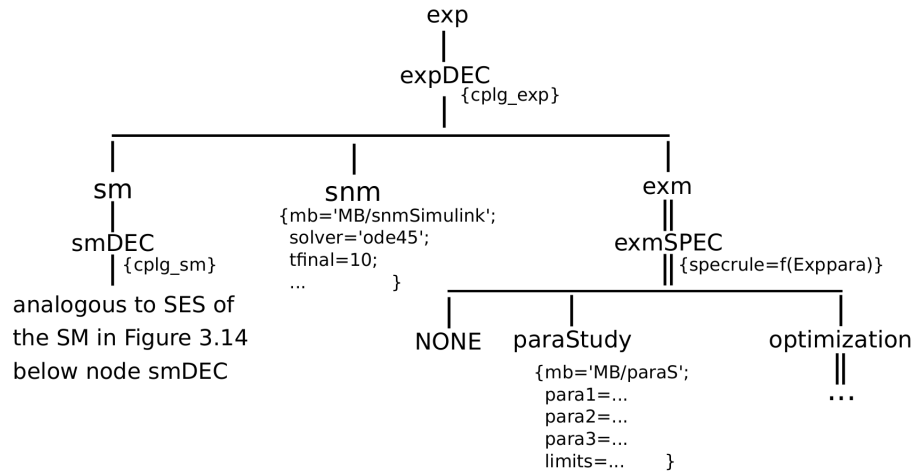 exp
expDEC
{cplg_exp}
sm
snm
exm
{mb='MB/snmSimulink';
solver='ode45';
tfinal=10;
... }
smDEC
{cplg_sm}
exmSPEC
{specrule=f(Exppara)}
analogous to SES of
the SM in Figure 3.14
below node smDEC
NONE
paraStudy
optimization
{mb='MB/paraS';
para1=...
para2=...
para3=...
limits=... }
...